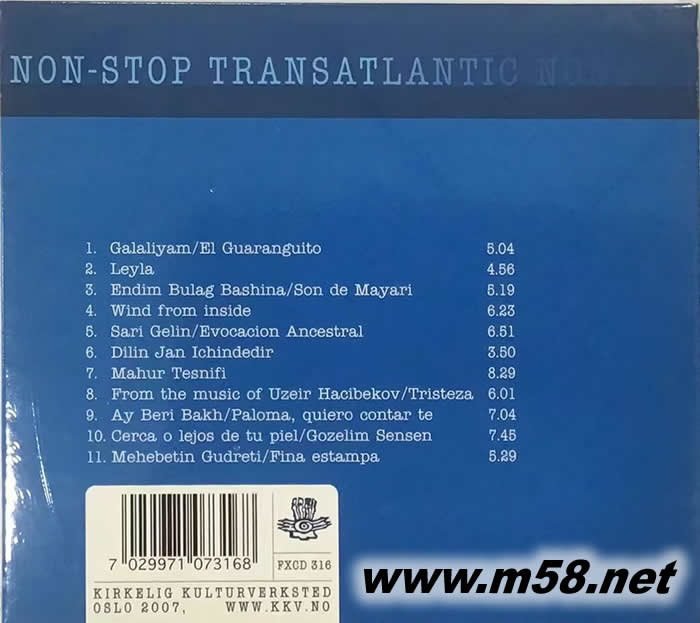 NON-STOP TRANSATLANTIC
1. Galaliyam/El Guaranguito 5.04
2. Leyla 4.56
3. Endim Bulag Bashina/Son de Mayari 5.19
4. Wind from inside 6.23
5. Sari Gelin/Evocacion Ancestral 6.51
6. Dilin Jan Ichindedir 3.50
7. Mahur Tesnifi 8.29
8. From the music of Uzeir Hacibekov/Tristeza 6.01
9. Ay Beri Bakh/Paloma, quiero contar te 7.04
10. Cerca o lejos de tu piel/Gozelim Sensen 7.45
11. Mehebetin Gudreti/Fina estampa 5.29
7 029971 073168 FXCD 316
KIRKELIG KULTURVERKSTED
OSLO 2007, WWW.KKV.NO
www.m58.net